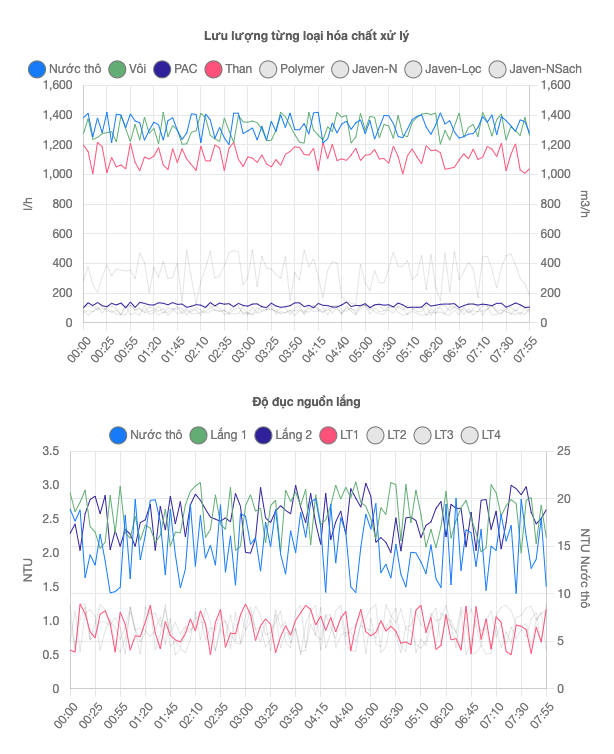 Lưu lượng từng loại hóa chất xử lý
Nước thô Vôi PAC Than Polymer Javen-N Javen-Lọc Javen-NSach
1,600 1,600
1,400 1,400
1,200 1,200
1,000 1,000
800 800
600 600
400 400
200 200
0 0
l/h
m3/h
00:00 00:25 00:55 01:20 01:45 02:10 02:35 03:00 03:25 03:50 04:15 04:40 05:00 05:10 06:20 06:45 07:10 07:30 07:55
Độ đục nguồn lắng
Nước thô Lắng 1 Lắng 2 LT1 LT2 LT3 LT4
3.5 25
3.0 20
2.5 15
2.0
1.5 10
1.0 5
0.5
0 0
NTU
NTU Nước thô
00:00 00:25 00:55 01:20 01:45 02:10 02:35 03:00 03:25 03:50 04:15 04:40 05:00 05:30 05:10 06:20 06:45 07:10 07:30 07:55